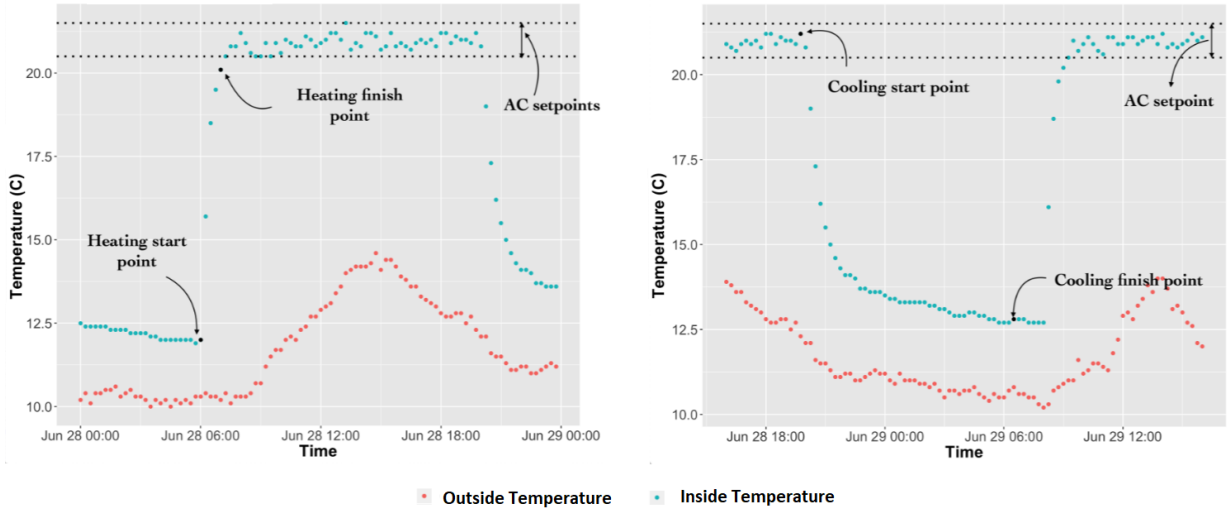 Heating finish
point
AC setpoints
Heating start
point
20.0
17.5
15.0
12.5
10.0
Temperature (C)
Jun 28 00:00
Jun 28 06:00
Jun 28 12:00
Jun 28 18:00
Jun 29 00:00
Time
Cooling start point
AC setpoint
Cooling finish point
20.0
17.5
15.0
12.5
10.0
Temperature (C)
Jun 28 18:00
Jun 29 00:00
Jun 29 06:00
Jun 29 12:00
Time
Outside Temperature
Inside Temperature